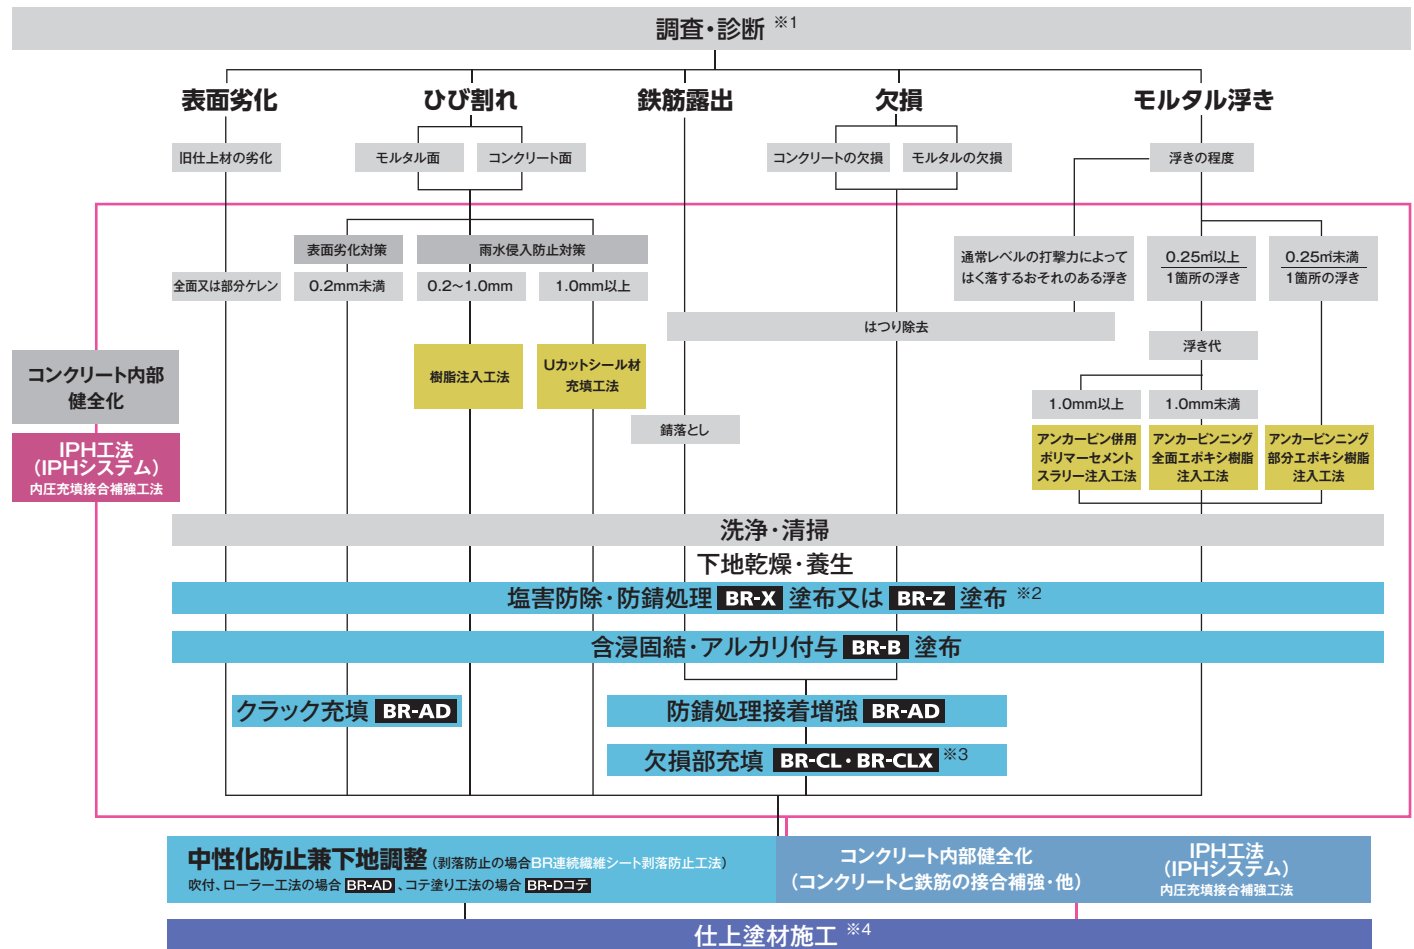 調査・診断 ※1
表面劣化
ひび割れ
鉄筋露出
欠損
モルタル浮き
旧仕上材の劣化
モルタル面
コンクリート面
コンクリートの欠損
モルタルの欠損
浮きの程度
表面劣化対策
雨水侵入防止対策
通常レベルの打撃力によって
はく落するおそれのある浮き
0.25㎡以上
1箇所の浮き
0.25㎡未満
1箇所の浮き
全面又は部分ケレン
0.2mm未満
0.2〜1.0mm
1.0mm以上
はつり除去
浮き代
コンクリート内部
健全化
樹脂注入工法
Uカットシール材
充填工法
1.0mm以上
1.0mm未満
錆落とし
IPH工法
(IPHシステム)
内圧充填接合補強工法
アンカーピン併用
ポリマーセメント
スラリー注入工法
アンカーピンニング
全面エポキシ樹脂
注入工法
アンカーピンニング
部分エポキシ樹脂
注入工法
洗浄・清掃
下地乾燥・養生
塩害防除・防錆処理 BR-X 塗布又は BR-Z 塗布 ※2
含浸固結・アルカリ付与 BR-B 塗布
クラック充填 BR-AD
防錆処理接着増強 BR-AD
欠損部充填 BR-CL・BR-CLX ※3
中性化防止兼下地調整 (剥落防止の場合BR連続繊維シート剥落防止工法)
吹付、ローラー工法の場合 BR-AD 、コテ塗り工法の場合 BR-Dコテ
コンクリート内部健全化
(コンクリートと鉄筋の接合補強・他)
IPH工法
(IPHシステム)
内圧充填接合補強工法
仕上塗材施工 ※4